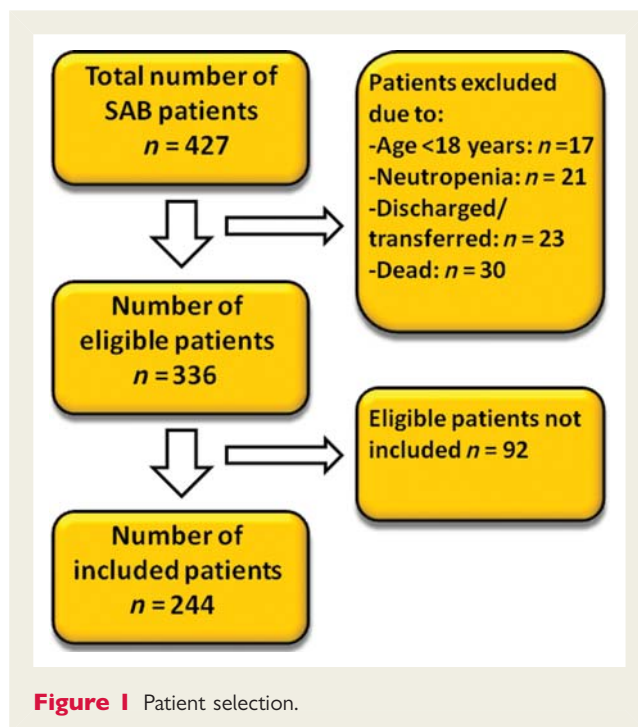 Total number of
SAB patients
n = 427
Patients excluded
due to:
-Age <18 years: n =17
-Neutropenia: n = 21
-Discharged/
transferred: n = 23
-Dead: n = 30
Number of
eligible patients
n = 336
Eligible patients not
included n = 92
Number of
included patients
n = 244
Figure 1 Patient selection.